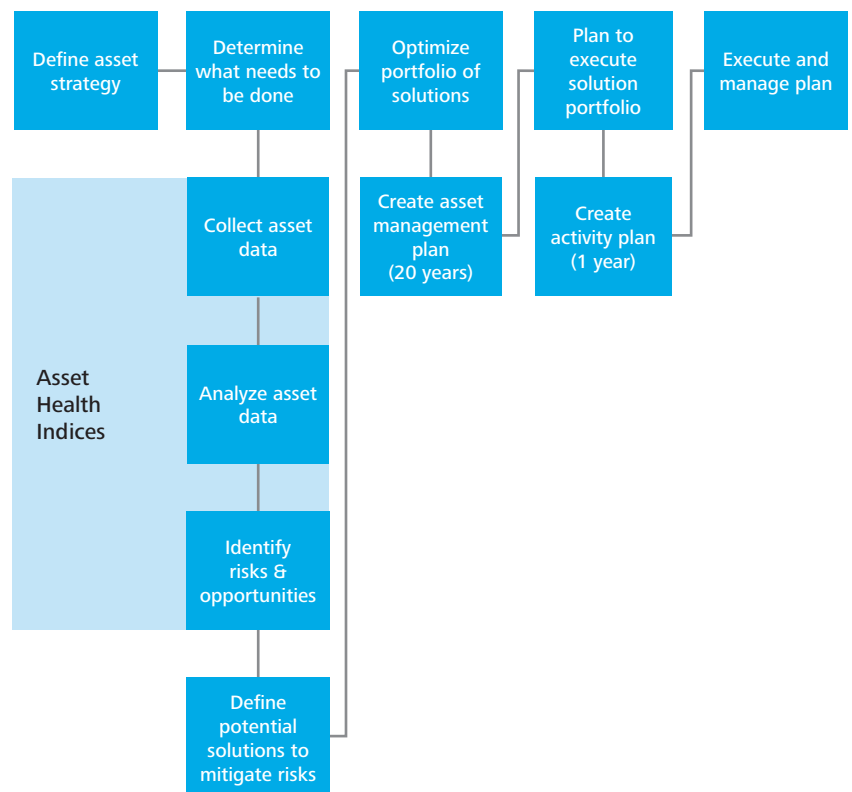 Define asset
strategy
Determine
what needs to
be done
Optimize
portfolio of
solutions
Plan to
execute
solution
portfolio
Execute and
manage plan
Collect asset
data
Create asset
management
plan
(20 years)
Create
activity plan
(1 year)
Asset
Health
Indices
Analyze asset
data
Identify
risks &
opportunities
Define
potential
solutions to
mitigate risks